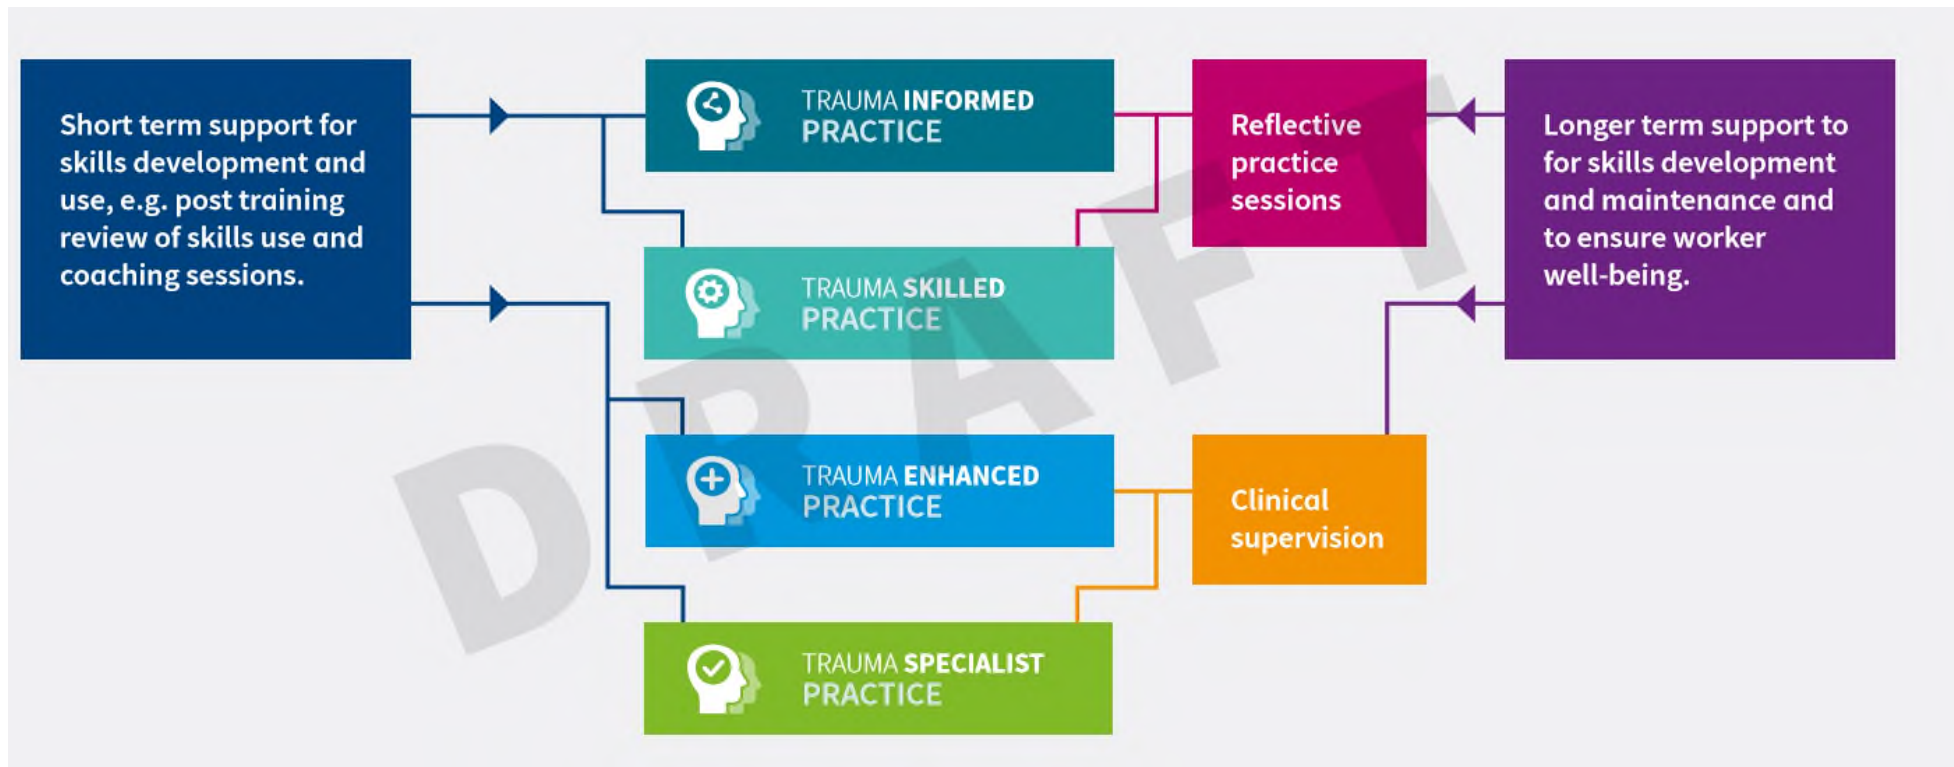 Short term support for
skills development and
use, e.g. post training
review of skills use and
coaching sessions.
TRAUMA INFORMED
PRACTICE
TRAUMA SKILLED
PRACTICE
TRAUMA ENHANCED
PRACTICE
TRAUMA SPECIALIST
PRACTICE
Reflective
practice
sessions
Clinical
supervision
Longer term support to
for skills development
and maintenance and
to ensure worker
well-being.
DRAFT